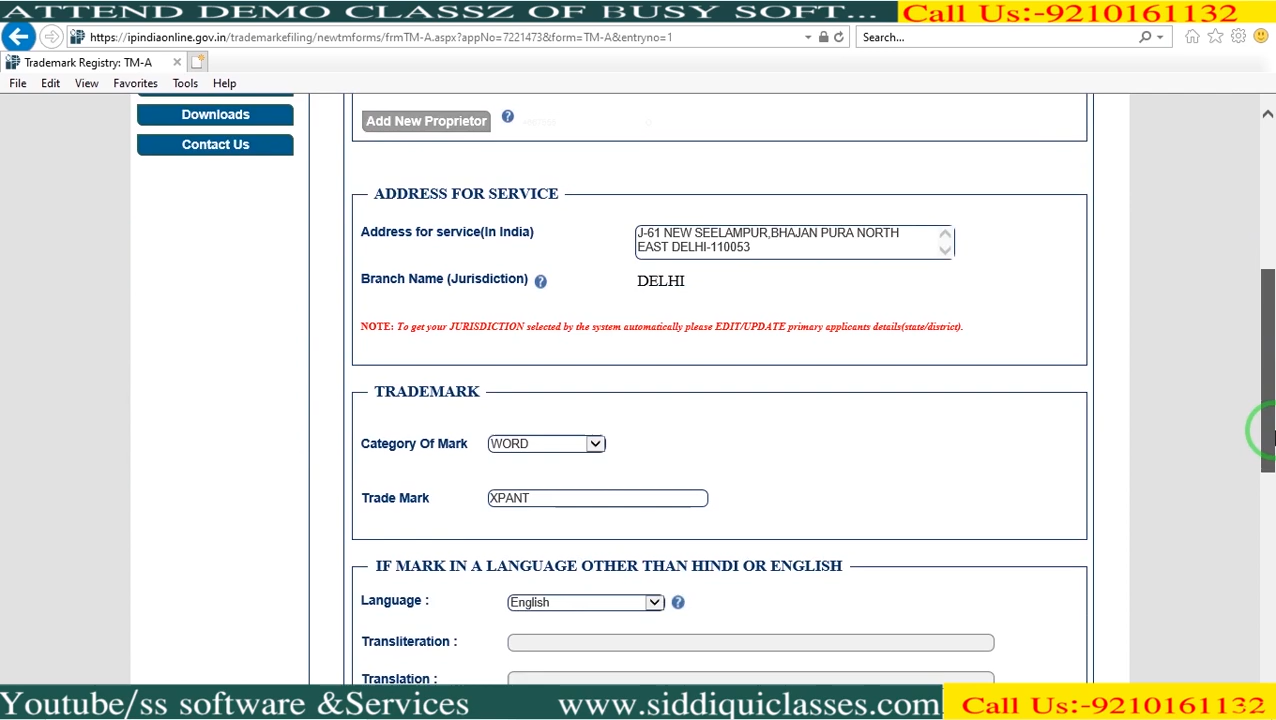 ATTEND DEMO CLASSZ OF BUSY SOFT...
Call Us:-9210161132
https://ipindiaonline.gov.in/trademarkefiling/newtmforms/frmTM-A.aspx?appNo=7221473&form=TM-A&entryno=1
Search...
Trademark Registry: TM-A
File Edit View Favorites Tools Help
Downloads
Contact Us
Add New Proprietor
ADDRESS FOR SERVICE
Address for service(In India)
J-61 NEW SEELAMPUR,BHAJAN PURA NORTH
EAST DELHI-110053
Branch Name (Jurisdiction)
DELHI
NOTE: To get your JURISDICTION selected by the system automatically please EDIT/UPDATE primary applicants details(state/district).
TRADEMARK
Category Of Mark
WORD
Trade Mark
XPANT
IF MARK IN A LANGUAGE OTHER THAN HINDI OR ENGLISH
Language :
English
Transliteration :
Translation :
Youtube/ss software &Services
www.siddiquiclasses.com
Call Us:-9210161132